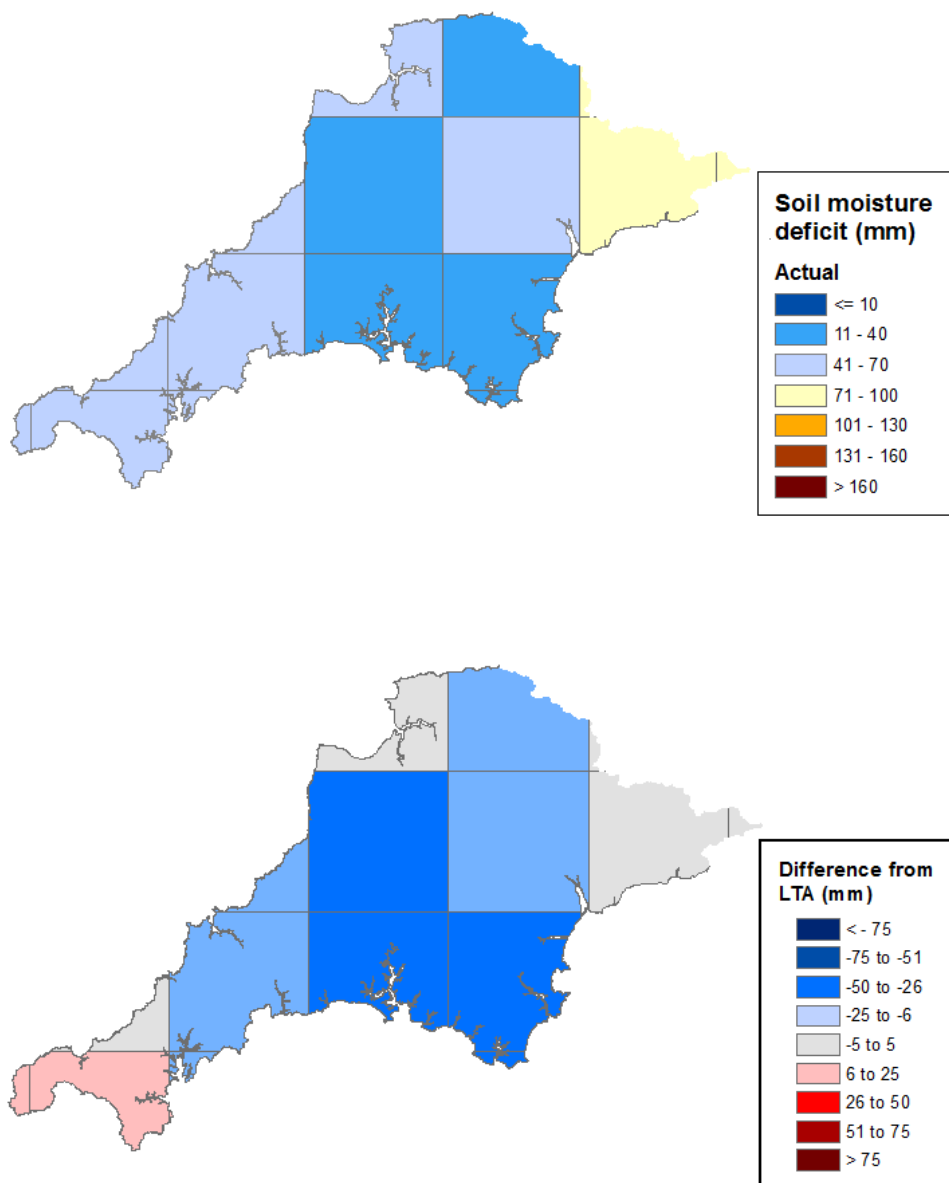 Soil moisture
deficit (mm)
Actual
<= 10
11 - 40
41 - 70
71 - 100
101 - 130
131 - 160
> 160
Difference from
LTA (mm)
< - 75
-75 to -51
-50 to -26
-25 to -6
-5 to 5
6 to 25
26 to 50
51 to 75
> 75